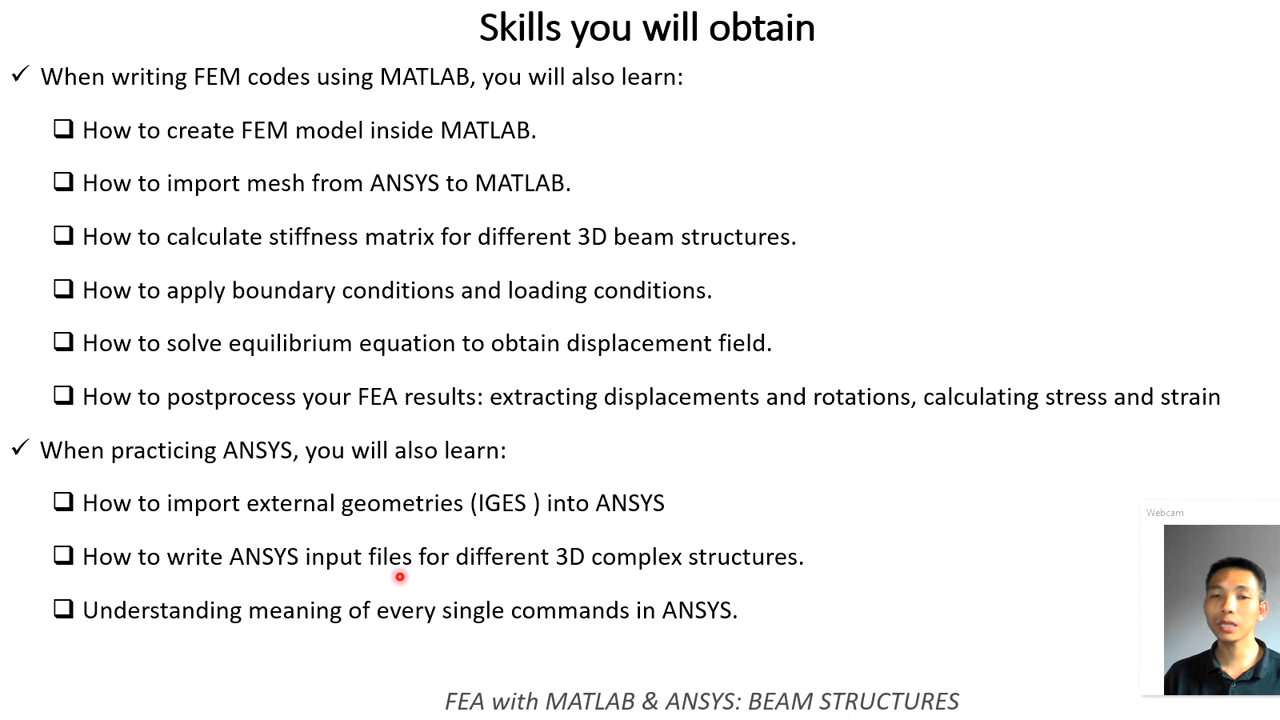 Skills you will obtain
✓ When writing FEM codes using MATLAB, you will also learn:
❑ How to create FEM model inside MATLAB.
❑ How to import mesh from ANSYS to MATLAB.
❑ How to calculate stiffness matrix for different 3D beam structures.
❑ How to apply boundary conditions and loading conditions.
❑ How to solve equilibrium equation to obtain displacement field.
❑ How to postprocess your FEA results: extracting displacements and rotations, calculating stress and strain
✓ When practicing ANSYS, you will also learn:
❑ How to import external geometries (IGES ) into ANSYS
❑ How to write ANSYS input files for different 3D complex structures.
❑ Understanding meaning of every single commands in ANSYS.
Webcam
FEA with MATLAB & ANSYS: BEAM STRUCTURES